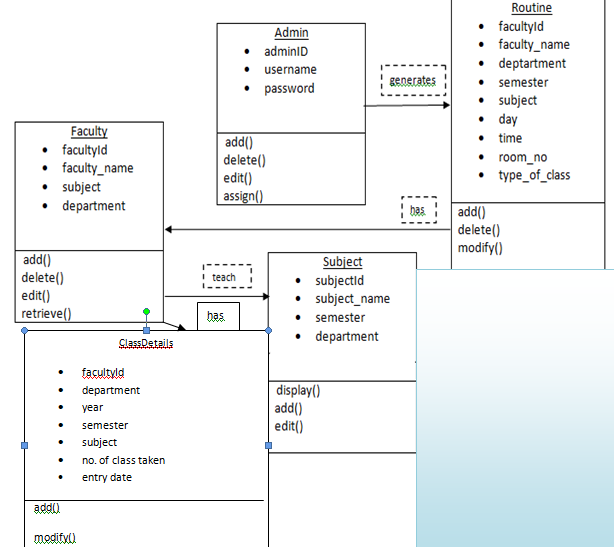 Routine
facultyId
faculty_name
deptartment
semester
subject
day
time
room_no
type_of_class
add()
delete()
modify()
Admin
adminID
username
password
add()
delete()
edit()
assign()
generates
Faculty
facultyId
faculty_name
subject
department
add()
delete()
edit()
retrieve()
has
teach
has
Subject
subjectId
subject_name
semester
department
display()
add()
edit()
ClassDetails
facultyId
department
year
semester
subject
no. of class taken
entry date
add()
modify()